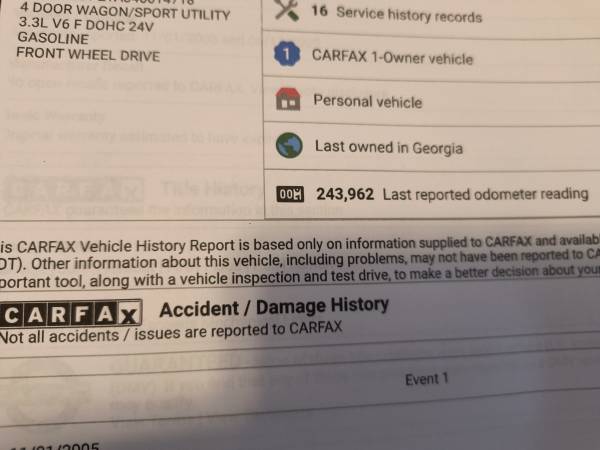 4 DOOR WAGON/SPORT UTILITY
3.3L V6 F DOHC 24V
GASOLINE
FRONT WHEEL DRIVE
16 Service history records
1 CARFAX 1-Owner vehicle
Personal vehicle
Last owned in Georgia
243,962 Last reported odometer reading
is CARFAX Vehicle History Report is based only on information supplied to CARFAX and availab
DT). Other information about this vehicle, including problems, may not have been reported to CA
portant tool, along with a vehicle inspection and test drive, to make a better decision about your
CARFAX Accident / Damage History
Not all accidents / issues are reported to CARFAX
Event 1
11/01/2005